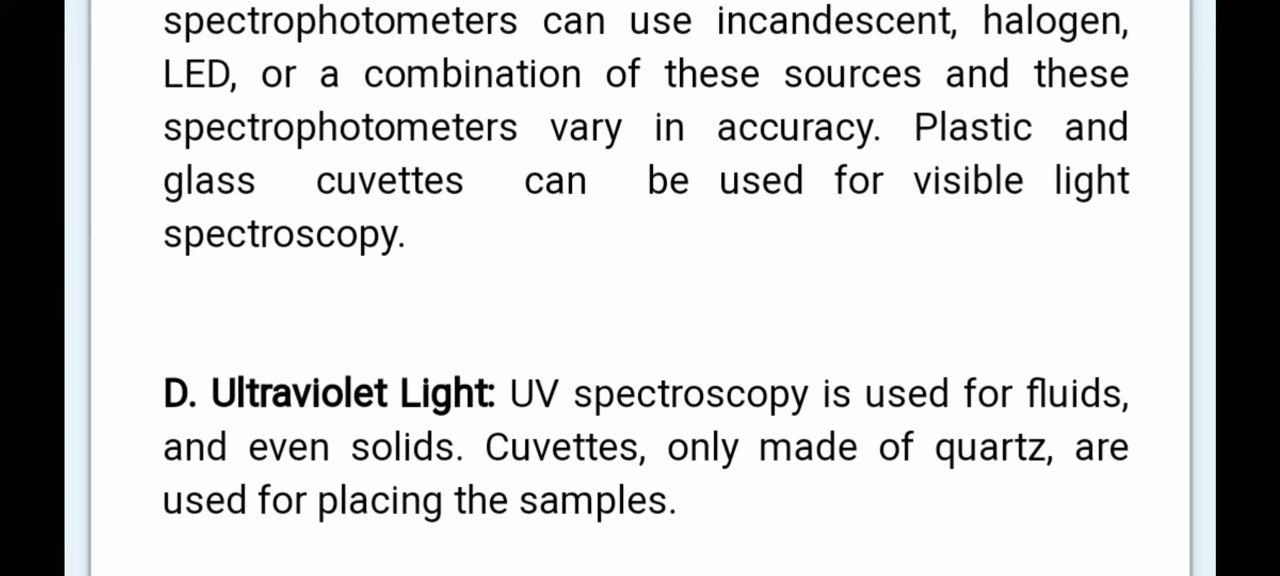 spectrophotometers can use incandescent, halogen,
LED, or a combination of these sources and these
spectrophotometers vary in accuracy. Plastic and
glass cuvettes can be used for visible light
spectroscopy.
D. Ultraviolet Light: UV spectroscopy is used for fluids,
and even solids. Cuvettes, only made of quartz, are
used for placing the samples.